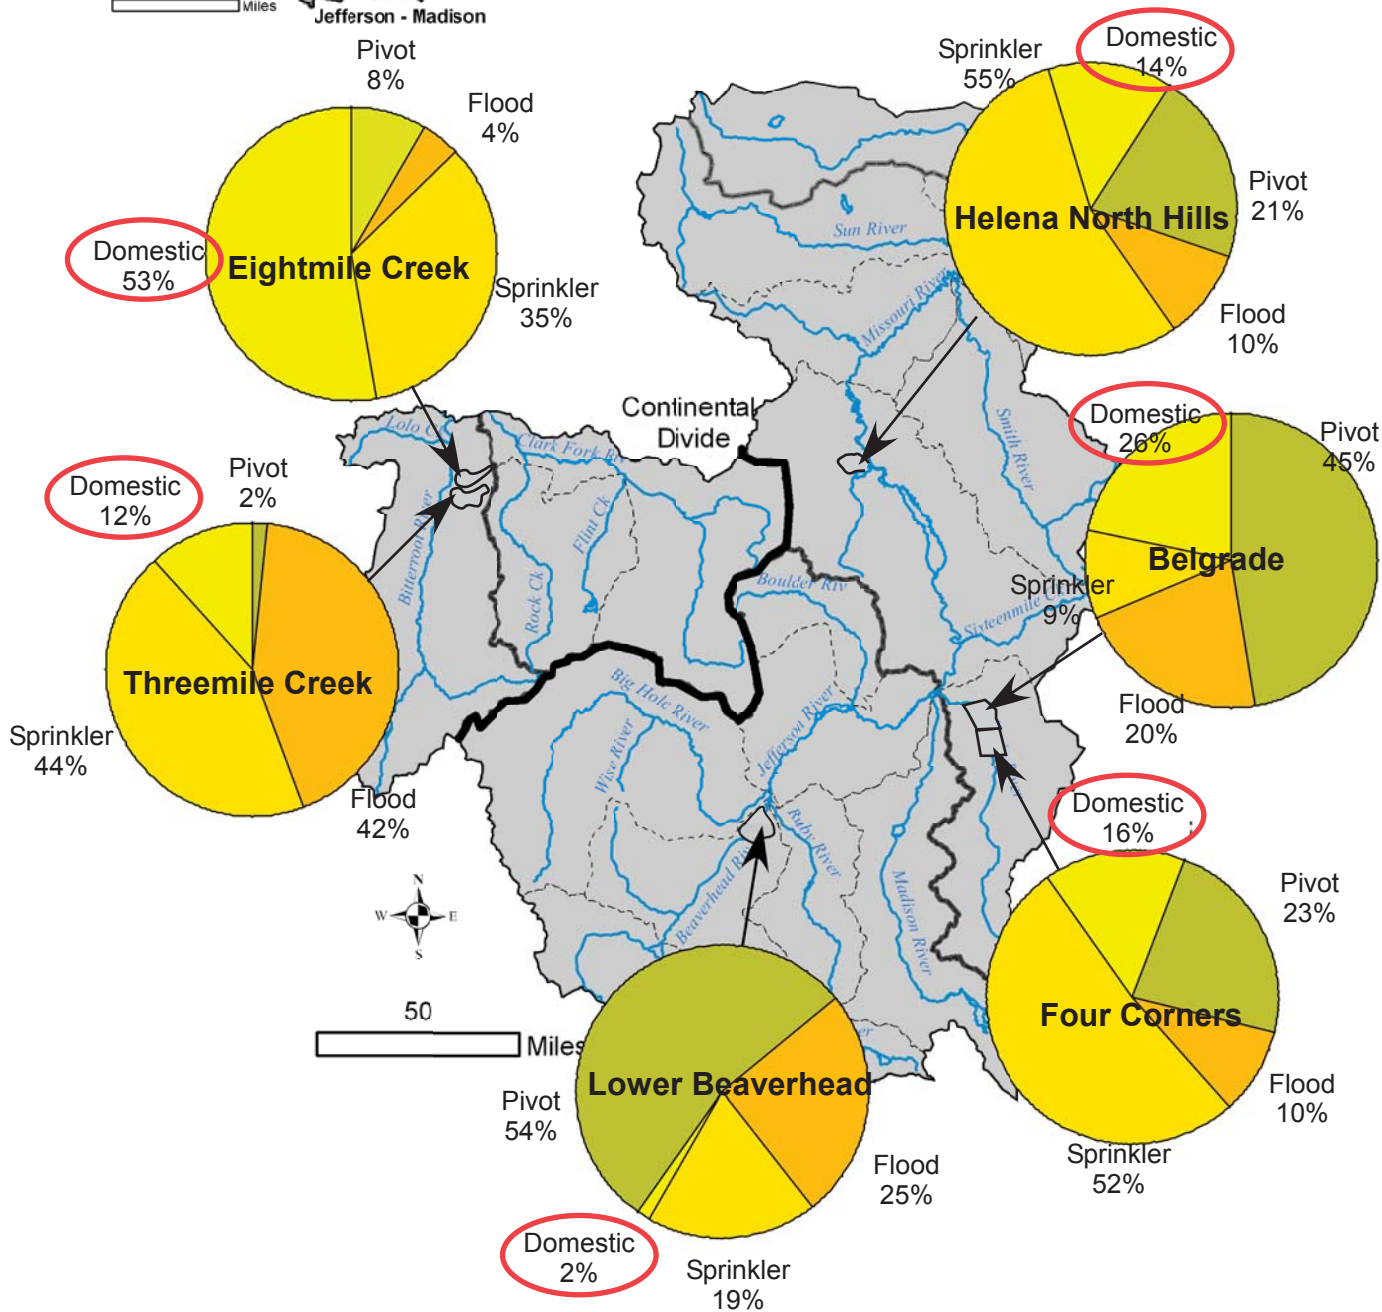 Miles
Jefferson - Madison
Pivot
8%
Flood
4%
Domestic
53%
Eightmile Creek
Sprinkler
35%
Sprinkler
55%
Domestic
14%
Helena North Hills
Pivot
21%
Flood
10%
Sun River
Missouri River
Smith River
Continental
Divide
Lolo C
Clark Fork Riv
Flint Ck
Rock Ck
Bitterroot River
Domestic
12%
Pivot
2%
Threemile Creek
Sprinkler
44%
Flood
42%
Domestic
26%
Pivot
45%
Belgrade
Sprinkler
9%
Flood
20%
Boulder Riv
Sixteenmile C
Big Hole River
Wise River
Jefferson River
Ruby River
Beaverhead Riv
Madison River
N
W
E
S
50
Miles
Domestic
16%
Pivot
23%
Four Corners
Flood
10%
Sprinkler
52%
Lower Beaverhead
Pivot
54%
Flood
25%
Domestic
2%
Sprinkler
19%